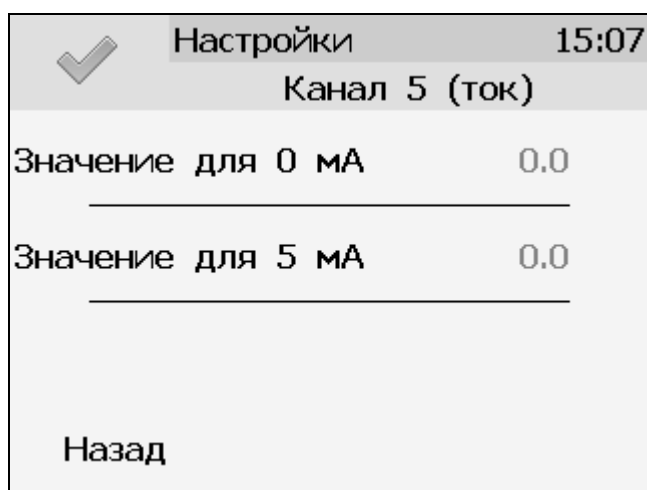 Настройки 15:07
Канал 5 (ток)
Значение для 0 мА 0.0
Значение для 5 мА 0.0
Назад